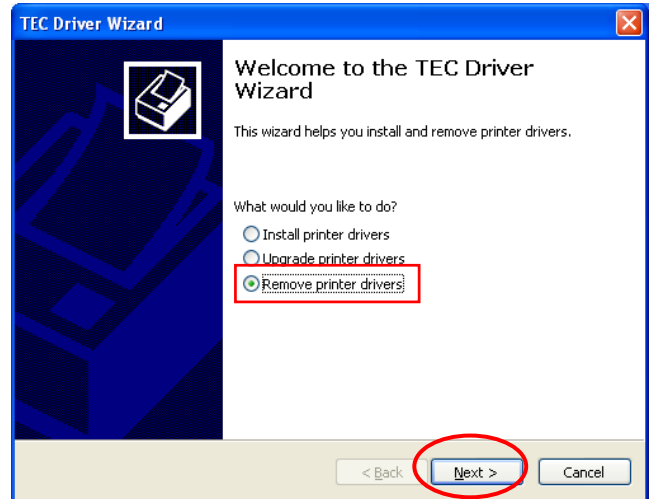 TEC Driver Wizard
Welcome to the TEC Driver
Wizard
This wizard helps you install and remove printer drivers.
What would you like to do?
Install printer drivers
Upgrade printer drivers
Remove printer drivers
< Back
Next >
Cancel